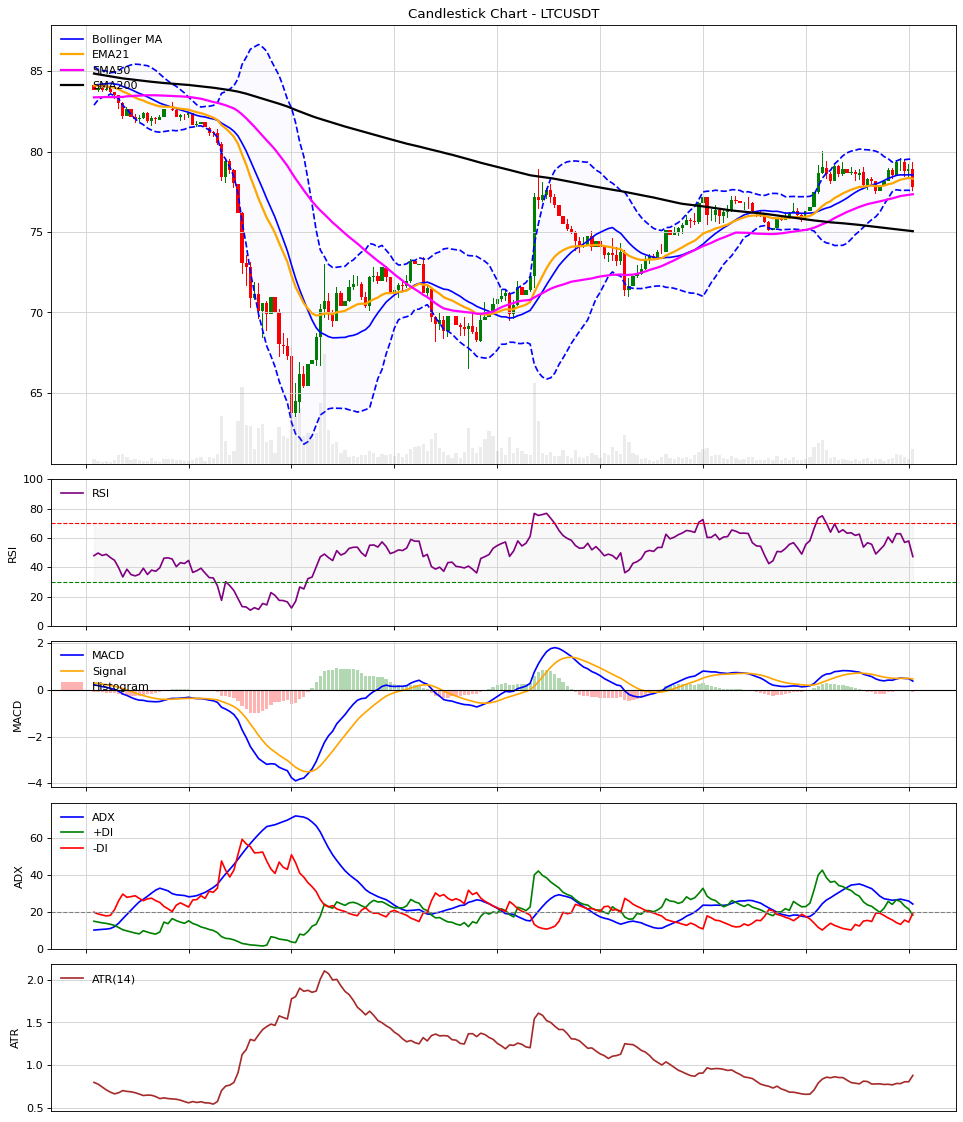 Candlestick Chart - LTCUSDT
Bollinger MA
EMA21
SMA50
SMA200
85
80
75
70
65
RSI
100
80
60
40
20
0
RSI
MACD
Signal
Histogram
2
0
−2
−4
MACD
ADX
+DI
-DI
60
40
20
0
ADX
ATR(14)
2.0
1.5
1.0
0.5
ATR